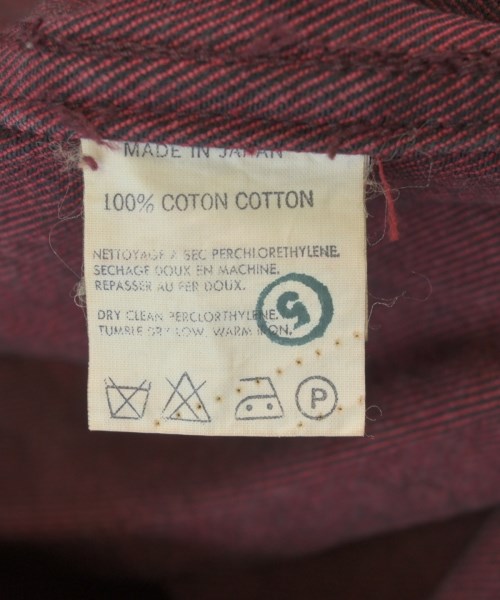 MADE IN JAPAN
100% COTON COTTON
NETTOYAGE A SEC PERCHLORETHYLENE.
SECHAGE DOUX EN MACHINE.
REPASSER AU FER DOUX.
DRY CLEAN PERCLORTHYLENE.
TUMBLE DRY LOW, WARM IRON.
5
P